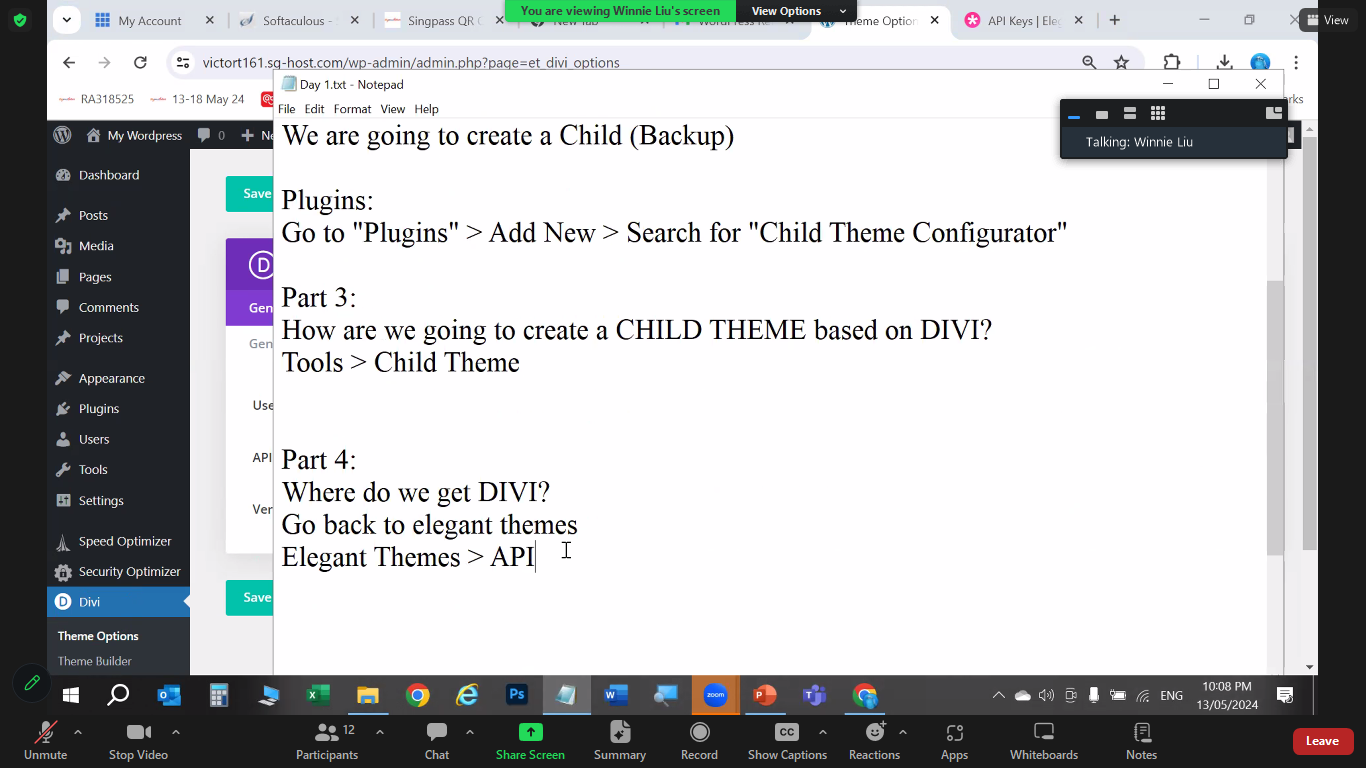 You are viewing Winnie Liu's screen
View Options
View
My Account
Softaculous -
Singpass QR C
New Tab
WordPress Re
Theme Option
API Keys | Ele
victort161.sg-host.com/wp-admin/admin.php?page=et_divi_options
RA318525
13-18 May 24
rks
Day 1.txt - Notepad
File Edit Format View Help
Talking: Winnie Liu
My Wordpress
0
Ne
Dashboard
Posts
Media
Pages
Comments
Projects
Appearance
Plugins
Users
Tools
Settings
Speed Optimizer
Security Optimizer
Divi
Theme Options
Theme Builder
Save
D
Gen
Gen
Use
API
Ver
Save
We are going to create a Child (Backup)
Plugins:
Go to "Plugins" > Add New > Search for "Child Theme Configurator"
Part 3:
How are we going to create a CHILD THEME based on DIVI?
Tools > Child Theme
Part 4:
Where do we get DIVI?
Go back to elegant themes
Elegant Themes > API
ENG
10:08 PM
13/05/2024
Unmute
Stop Video
12
Participants
Chat
Share Screen
Summary
Record
CC
Show Captions
Reactions
Apps
Whiteboards
Notes
Leave